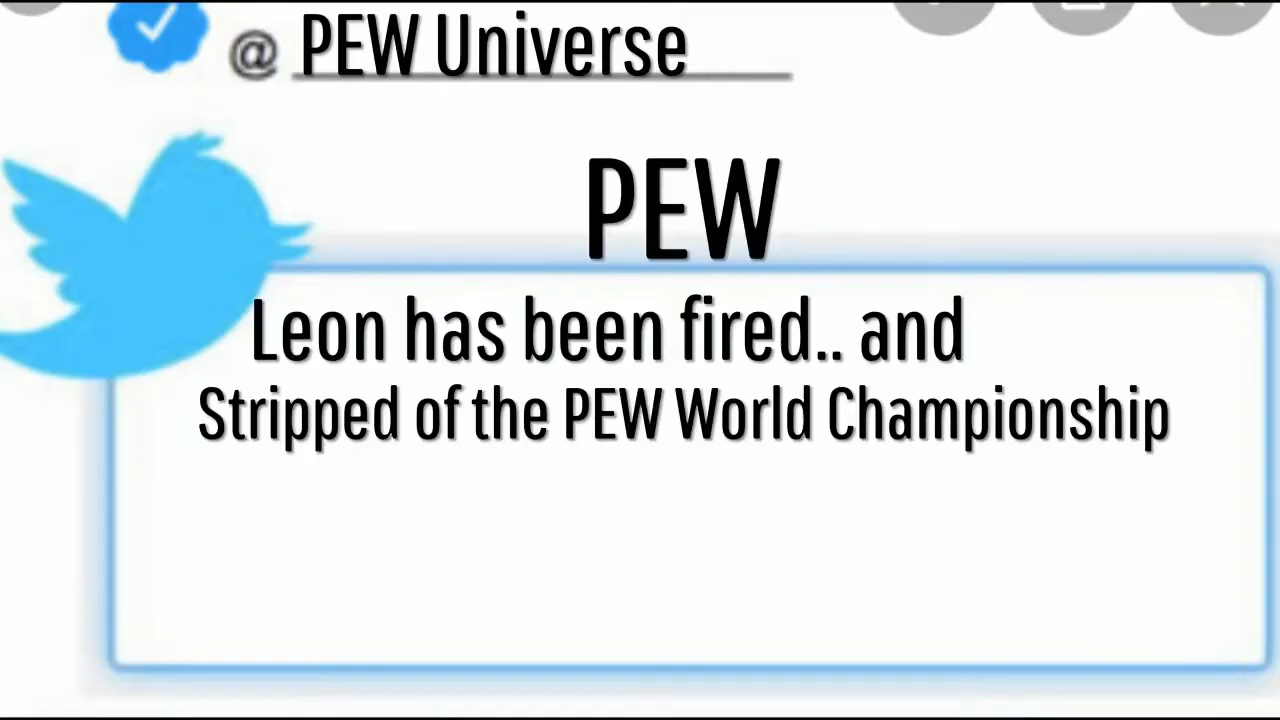 @ PEW Universe
PEW
Leon has been fired.. and
Stripped of the PEW World Championship